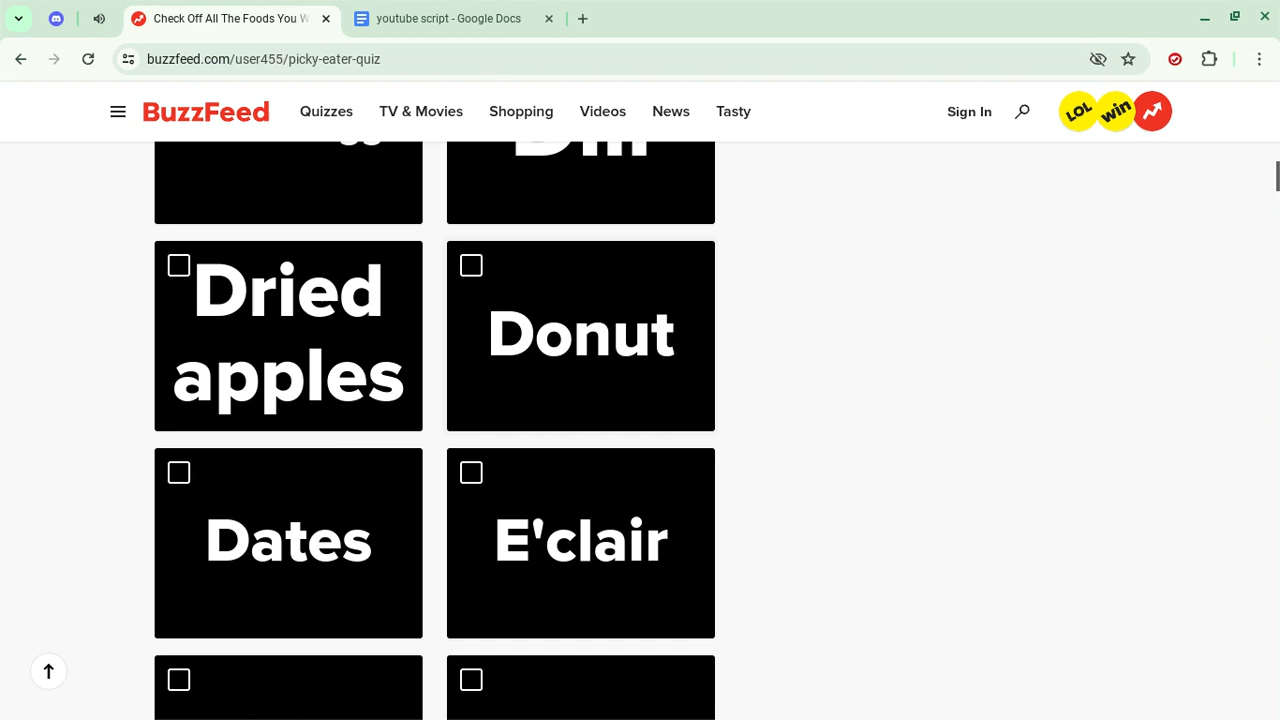 Check Off All The Foods You W
youtube script - Google Docs
buzzfeed.com/user455/picky-eater-quiz
BuzzFeed
Quizzes
TV & Movies
Shopping
Videos
News
Tasty
Sign In
LOL
win
Dill
Dried
apples
Donut
Dates
E'clair